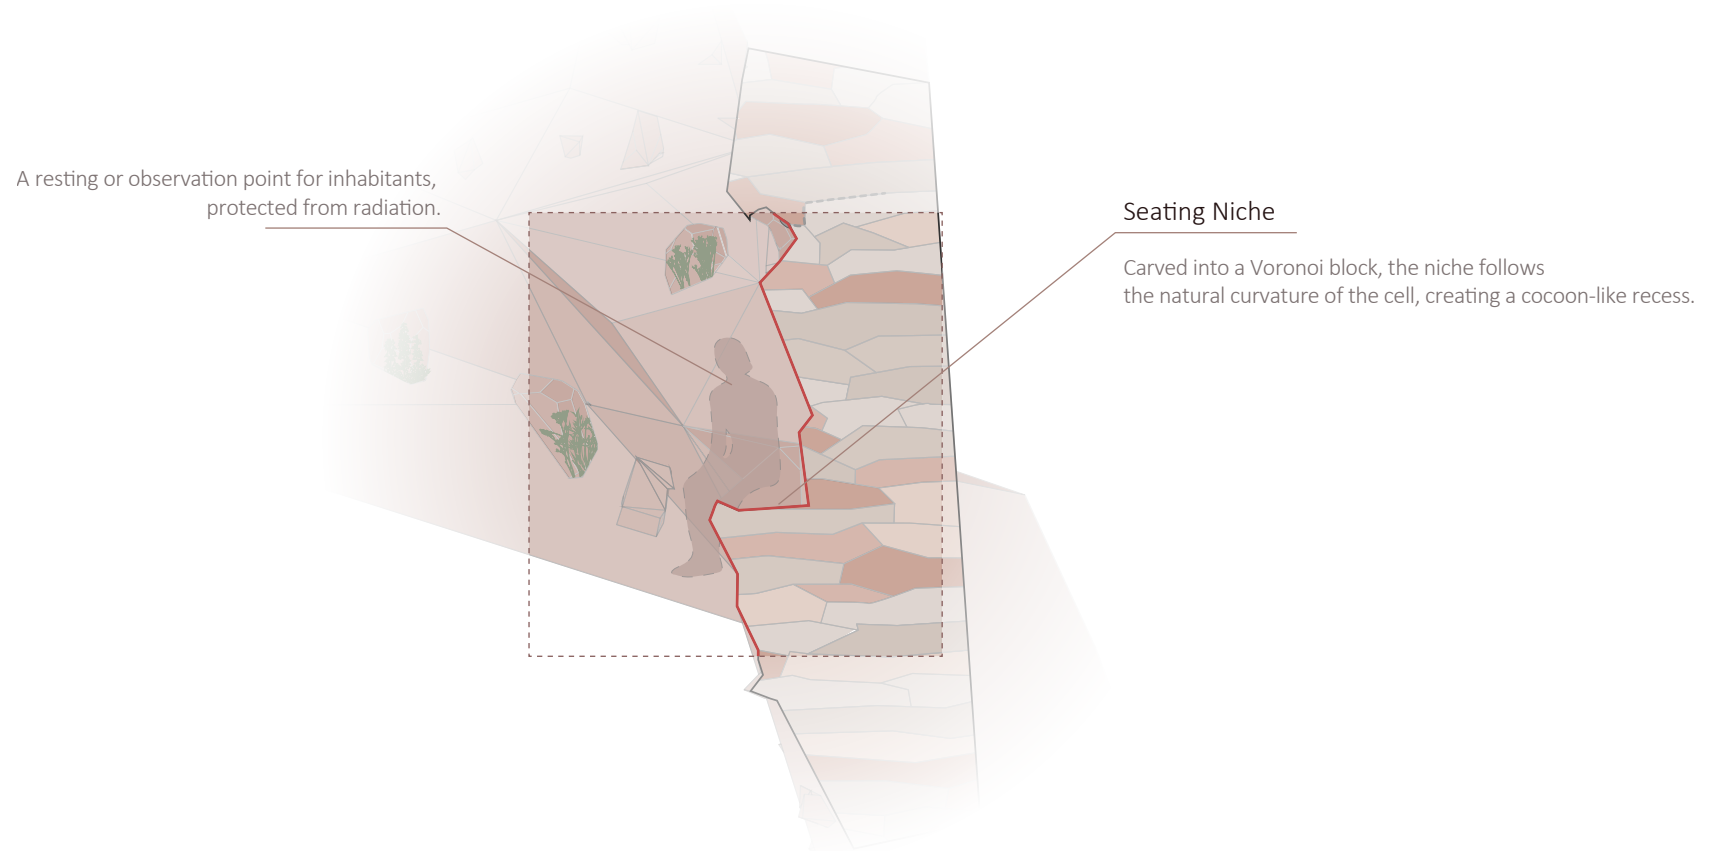 A resting or observation point for inhabitants,
protected from radiation.
Seating Niche
Carved into a Voronoi block, the niche follows
the natural curvature of the cell, creating a cocoon-like recess.